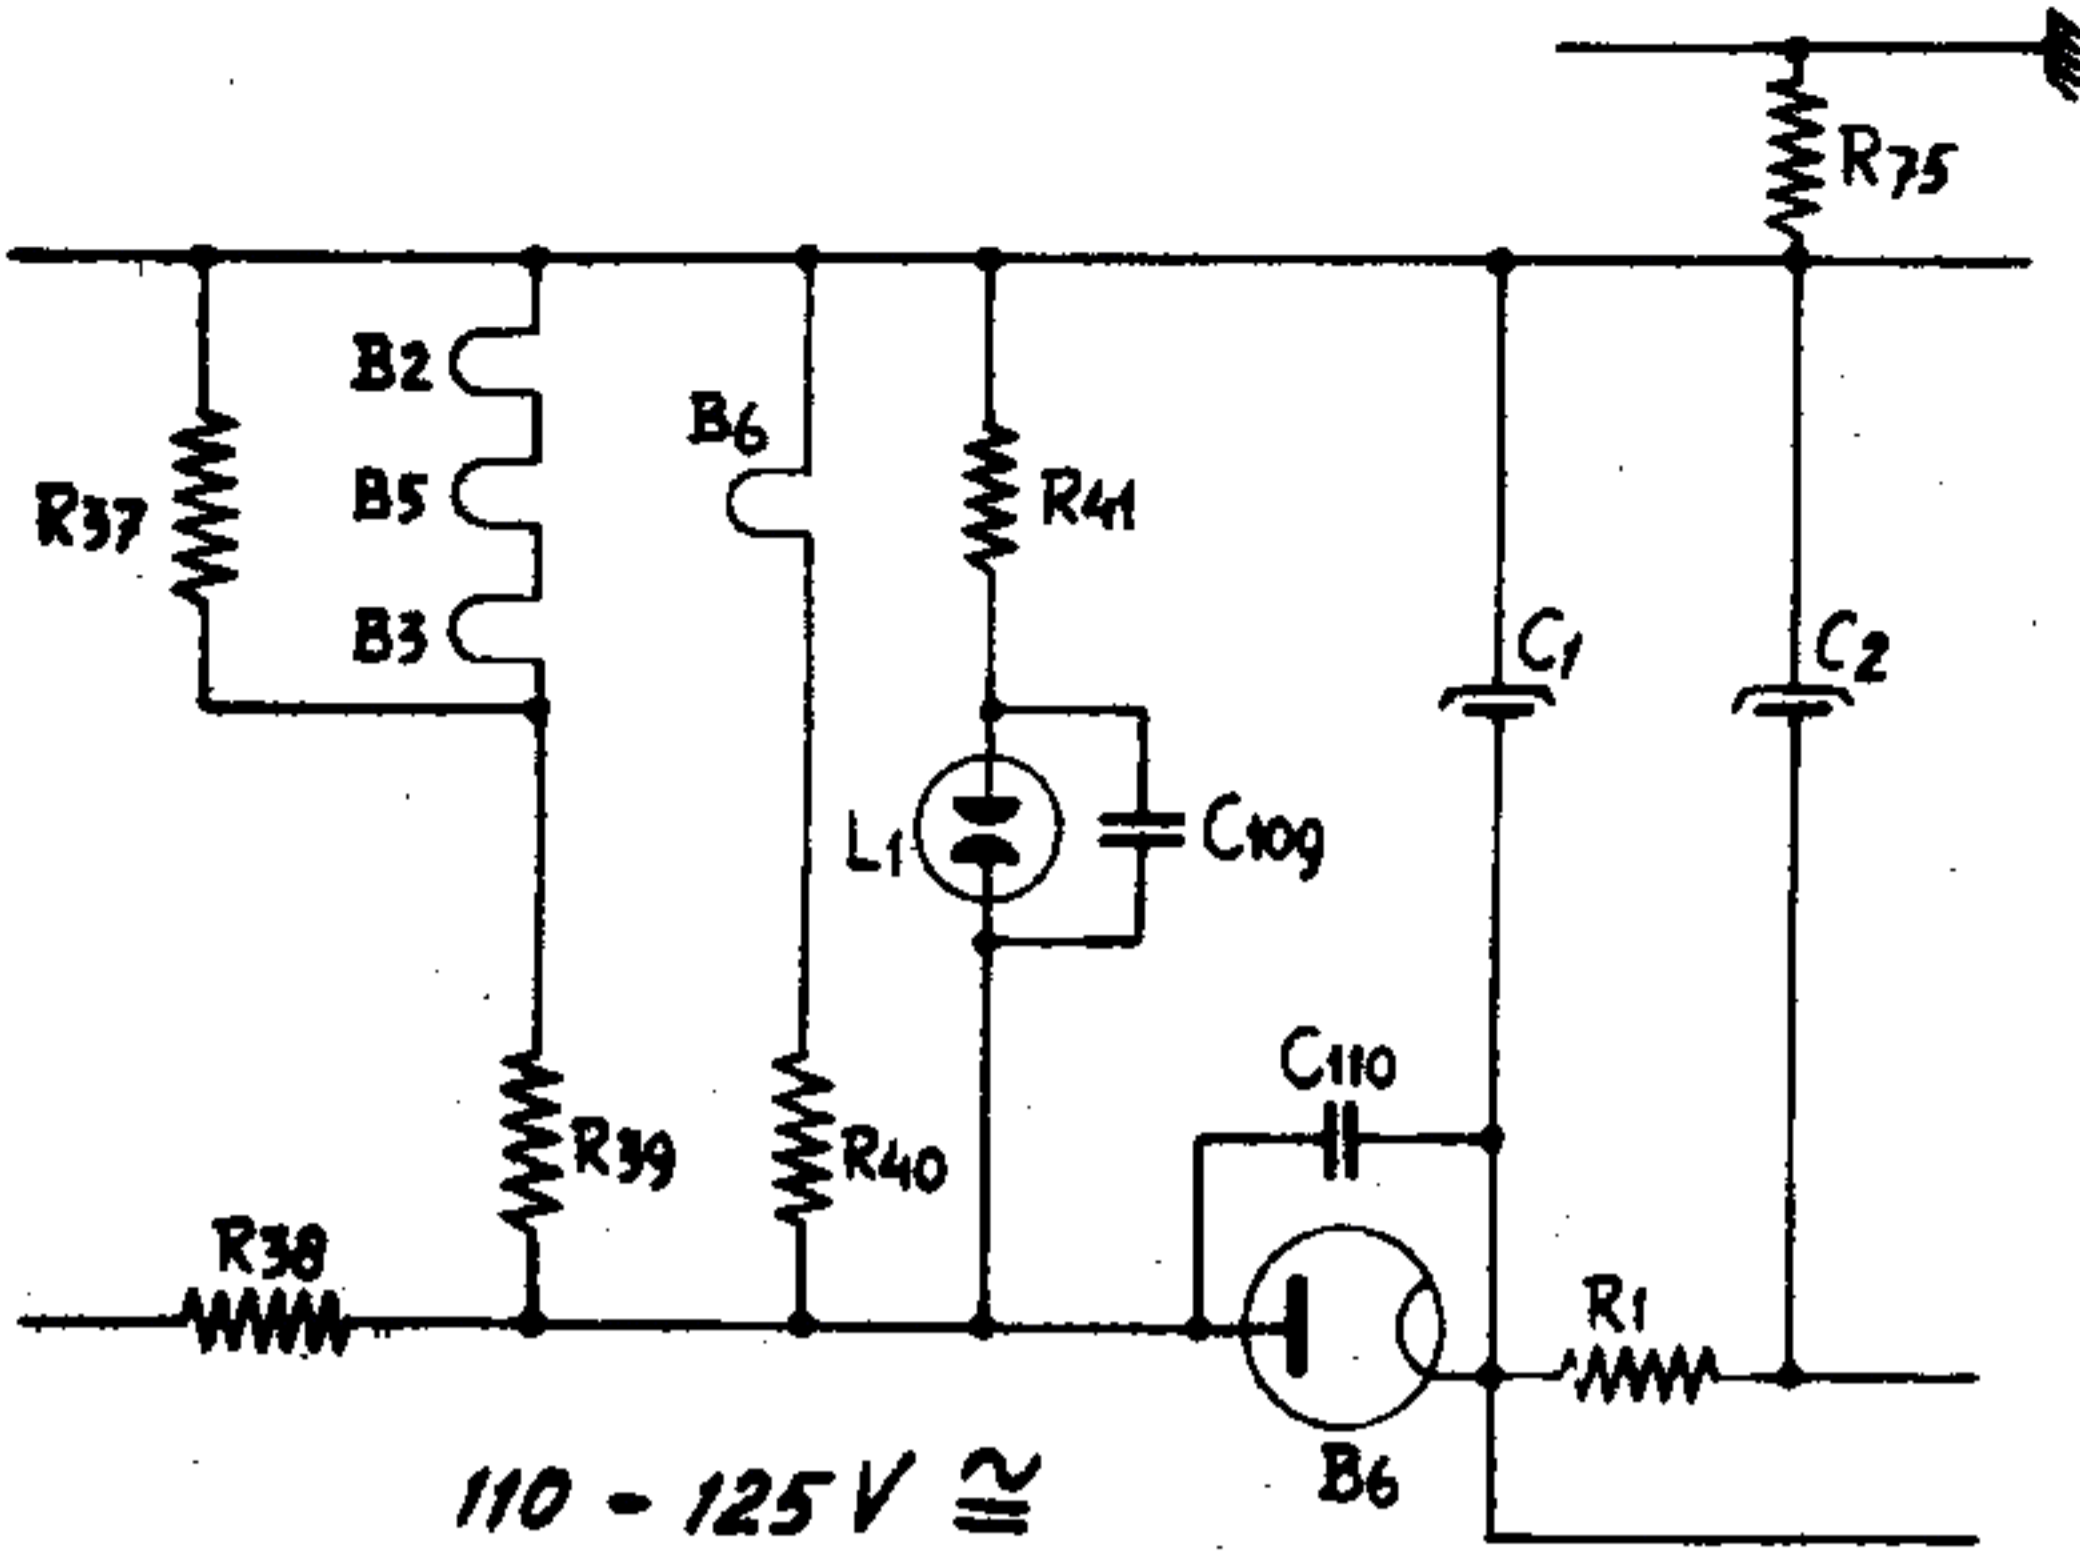 R75
B2
B6
B5
R41
R37
B3
C1
C2
L1
C109
C110
R39
R40
R38
R1
B6
110 - 125 V ≅